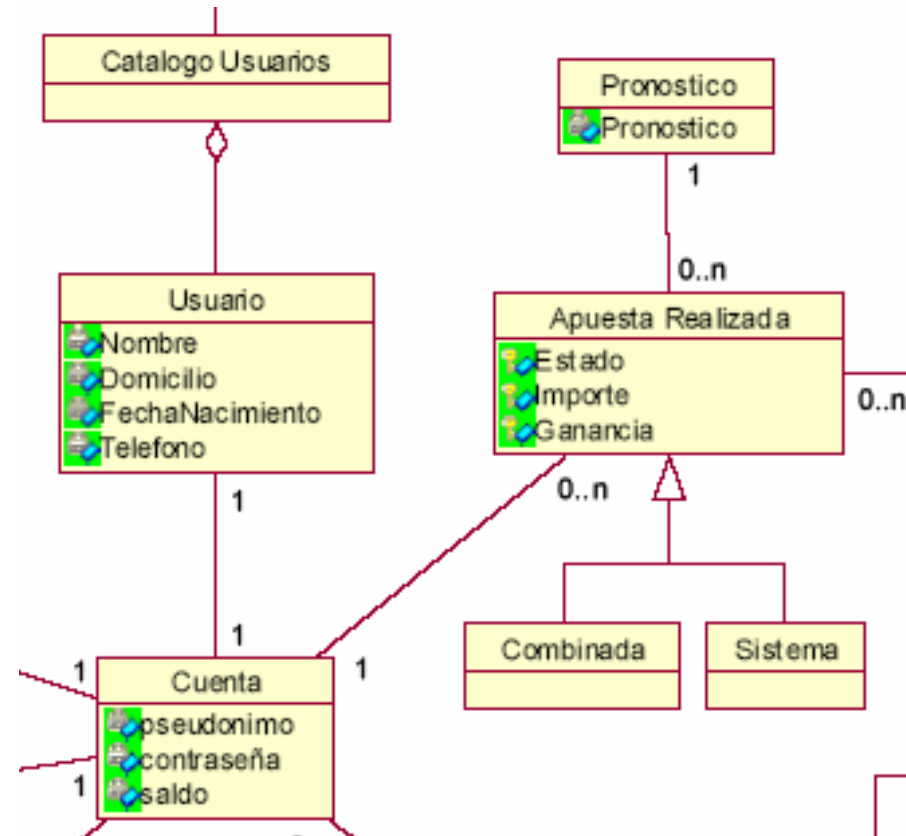 Catalogo Usuarios
Pronostico
Pronostico
1
0..n
Usuario
Nombre
Domicilio
FechaNacimiento
Telefono
Apuesta Realizada
Estado
Importe
Ganancia
0..n
1
0..n
1
1
1
Cuenta
pseudonimo
contraseña
saldo
1
Combinada
Sistema